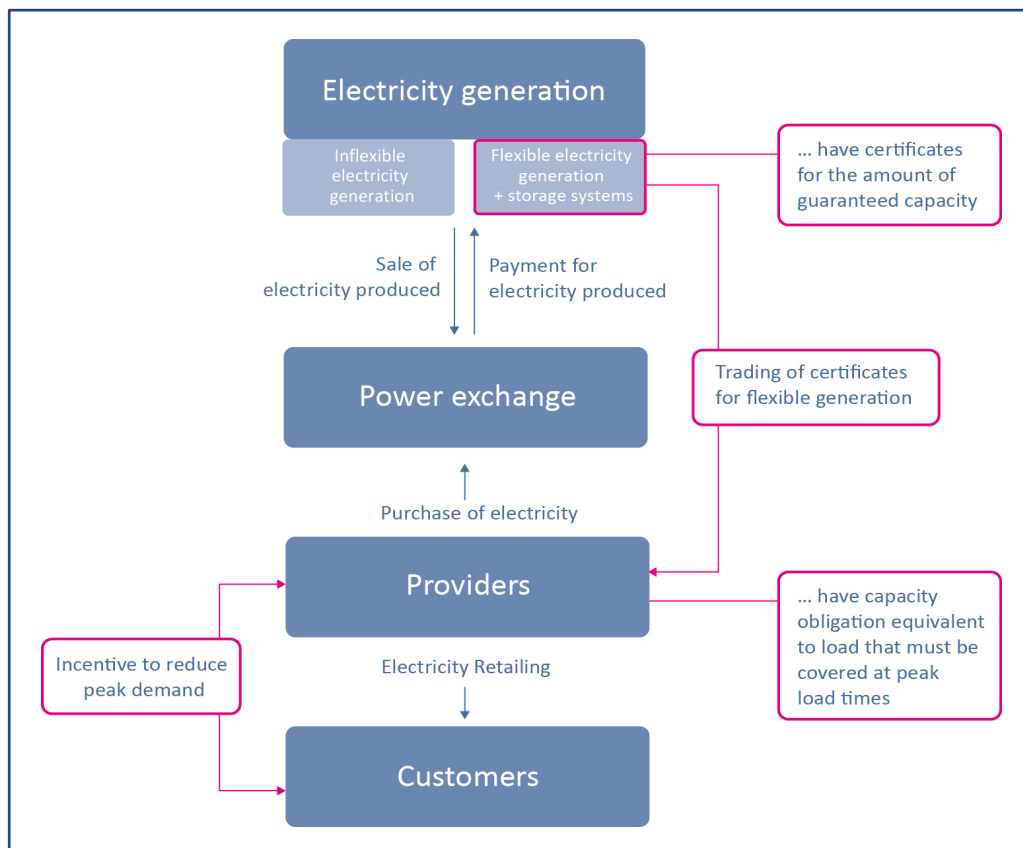 Electricity generation
Inflexible
electricity
generation
Flexible electricity
generation
+ storage systems
... have certificates
for the amount of
guaranteed capacity
Sale of
electricity produced
Payment for
electricity produced
Power exchange
Trading of certificates
for flexible generation
Purchase of electricity
Providers
... have capacity
obligation equivalent
to load that must be
covered at peak
load times
Incentive to reduce
peak demand
Electricity Retailing
Customers